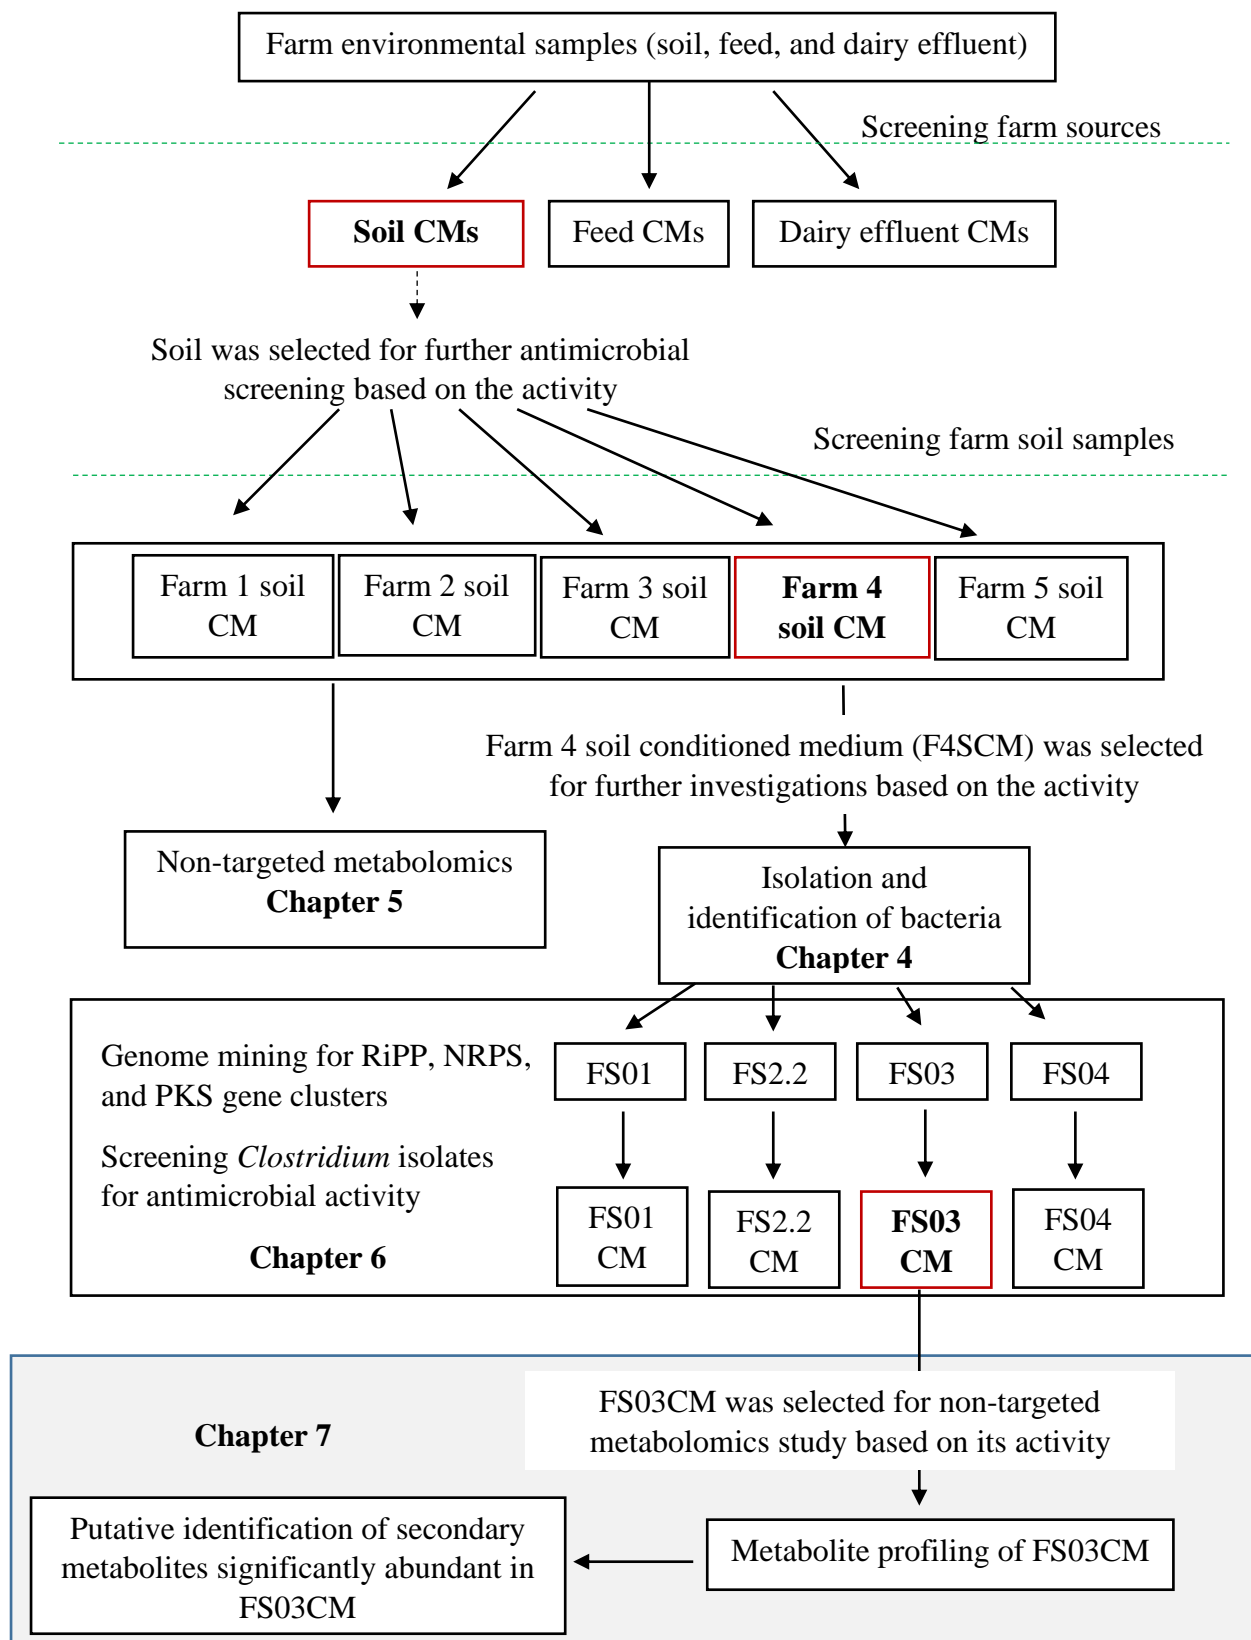 Farm environmental samples (soil, feed, and dairy effluent)
Screening farm sources
Soil CMs
Feed CMs
Dairy effluent CMs
Soil was selected for further antimicrobial
screening based on the activity
Screening farm soil samples
Farm 1 soil
CM
Farm 2 soil
CM
Farm 3 soil
CM
Farm 4
soil CM
Farm 5 soil
CM
Farm 4 soil conditioned medium (F4SCM) was selected
for further investigations based on the activity
Non-targeted metabolomics
Chapter 5
Isolation and
identification of bacteria
Chapter 4
Genome mining for RiPP, NRPS,
and PKS gene clusters
Screening Clostridium isolates
for antimicrobial activity
Chapter 6
FS01
FS2.2
FS03
FS04
FS01
CM
FS2.2
CM
FS03
CM
FS04
CM
Chapter 7
FS03CM was selected for non-targeted
metabolomics study based on its activity
Metabolite profiling of FS03CM
Putative identification of secondary
metabolites significantly abundant in
FS03CM